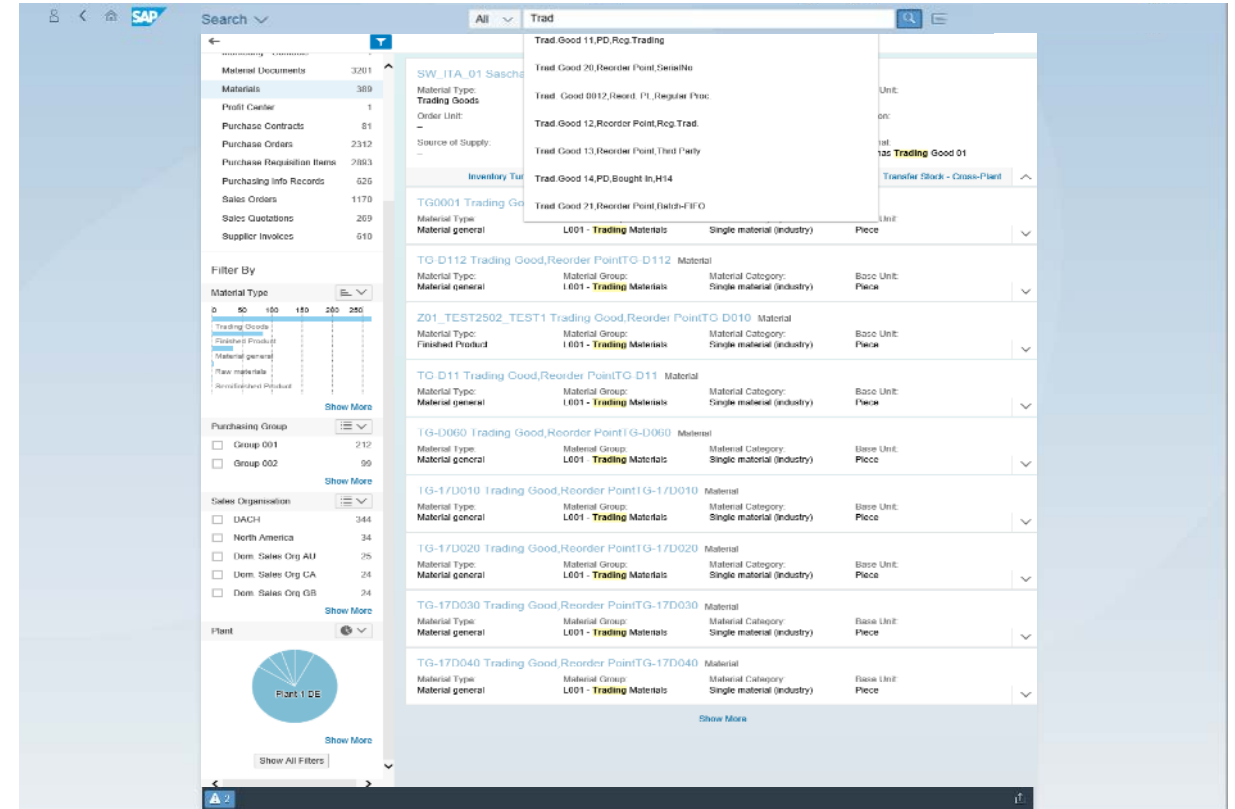 SAP Search All Trad
Trad.Good 11,PD,Reg.Trading
Trad.Good 20,Reorder Point,SerialNo
Trad. Good 0012,Reord. Pt.,Regular Proc.
Trad.Good 12,Reorder Point,Reg.Trad.
Trad.Good 13,Reorder Point,Third Party
Trad.Good 14,PD,Bought In,H14
Trad.Good 21,Reorder Point,Batch-FIFO
Material Documents 3201
Materials 389
Profit Center 1
Purchase Contracts 81
Purchase Orders 2312
Purchase Requisition Items 2893
Purchasing Info Records 626
Sales Orders 1170
Sales Quotations 269
Supplier Invoices 610
Filter By
Material Type
0 50 100 150 200 250
Trading Goods
Finished Product
Material general
Raw materials
Semifinished Product
Show More
Purchasing Group
Group 001 212
Group 002 99
Show More
Sales Organisation
DACH 344
North America 34
Dom. Sales Org AU 25
Dom. Sales Org CA 24
Dom. Sales Org GB 24
Show More
Plant
Plant 1 DE
Show More
Show All Filters
2
SW_ITA_01 Sascha
Material Type: Unit:
Trading Goods
Order Unit: on:
–
Source of Supply:
– has Trading Good 01
Inventory Tur Transfer Stock - Cross-Plant
TG0001 Trading Go
Material Type: Unit:
Material general L001 - Trading Materials Single material (industry) Piece
TG-D112 Trading Good,Reorder PointTG-D112 Material
Material Type: Material Group: Material Category: Base Unit:
Material general L001 - Trading Materials Single material (industry) Piece
Z01_TEST2502_TEST1 Trading Good,Reorder PointTG-D010 Material
Material Type: Material Group: Material Category: Base Unit:
Finished Product L001 - Trading Materials Single material (industry) Piece
TG-D11 Trading Good,Reorder PointTG-D11 Material
Material Type: Material Group: Material Category: Base Unit:
Material general L001 - Trading Materials Single material (industry) Piece
TG-D060 Trading Good,Reorder PointTG-D060 Material
Material Type: Material Group: Material Category: Base Unit:
Material general L001 - Trading Materials Single material (industry) Piece
TG-17D010 Trading Good,Reorder PointTG-17D010 Material
Material Type: Material Group: Material Category: Base Unit:
Material general L001 - Trading Materials Single material (industry) Piece
TG-17D020 Trading Good,Reorder PointTG-17D020 Material
Material Type: Material Group: Material Category: Base Unit:
Material general L001 - Trading Materials Single material (industry) Piece
TG-17D030 Trading Good,Reorder PointTG-17D030 Material
Material Type: Material Group: Material Category: Base Unit:
Material general L001 - Trading Materials Single material (industry) Piece
TG-17D040 Trading Good,Reorder PointTG-17D040 Material
Material Type: Material Group: Material Category: Base Unit:
Material general L001 - Trading Materials Single material (industry) Piece
Show More